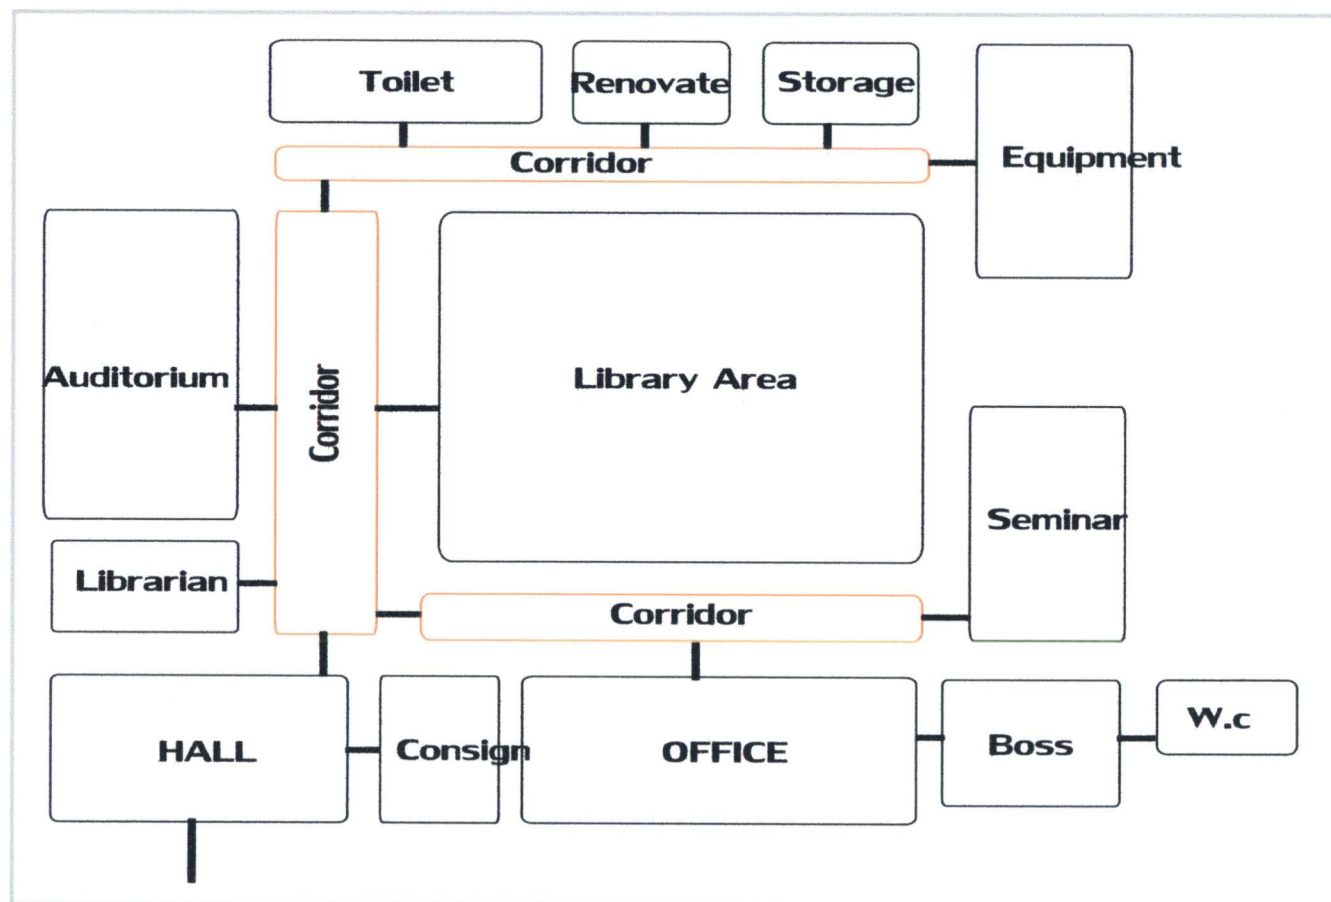 Toilet
Renovate
Storage
Corridor
Equipment
Auditorium
Corridor
Library Area
Seminar
Librarian
Corridor
HALL
Consign
OFFICE
Boss
W.c